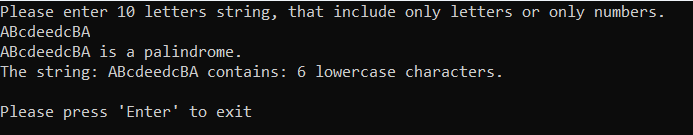 Please enter 10 letters string, that include only letters or only numbers.
ABcdeedcBA
ABcdeedcBA is a palindrome.
The string: ABcdeedcBA contains: 6 lowercase characters.
Please press 'Enter' to exit